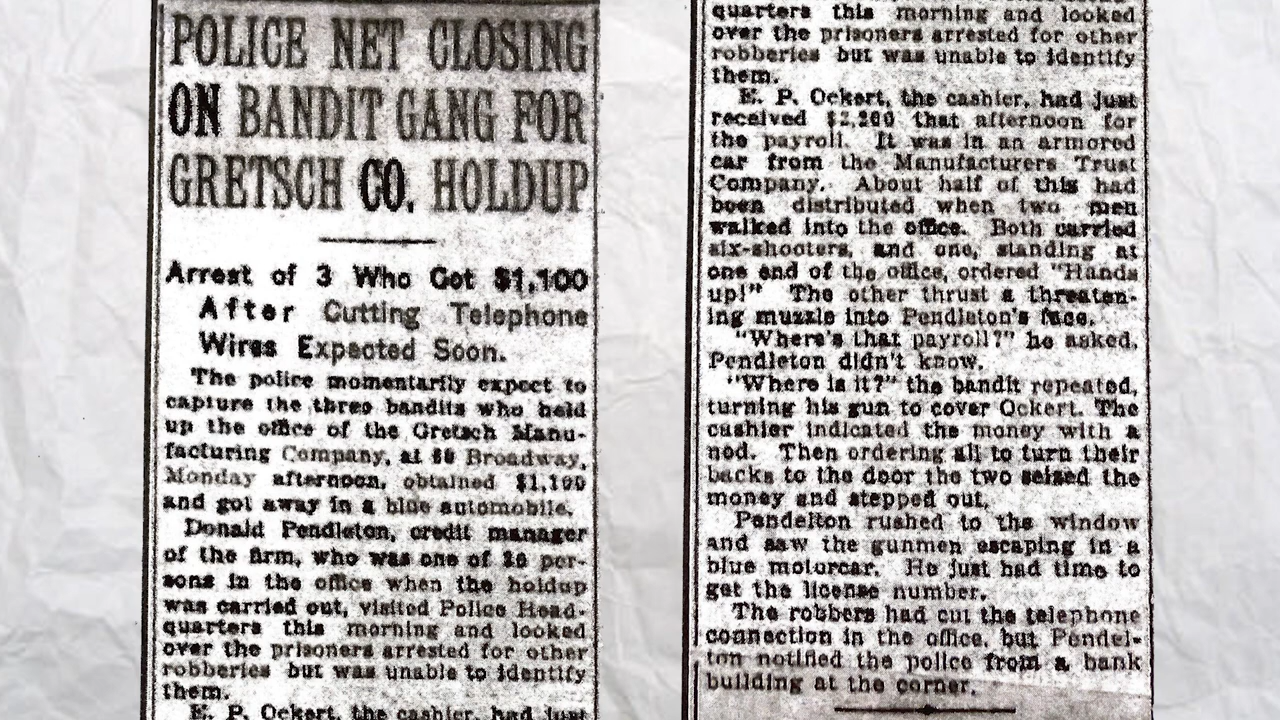 POLICE NET CLOSING
ON BANDIT GANG FOR
GRETSCH CO. HOLDUP
Arrest of 3 Who Got $1,100
After Cutting Telephone
Wires Expected Soon.
The police momentarily expect to
capture the three bandits who held
up the office of the Gretsch Manu-
facturing Company, at Broadway,
Monday afternoon, obtained $1,100
and got away in a blue automobile.
Donald Pendleton, credit manager
of the firm, who was one of per-
sons in the office when the holdup
was carried out, visited Police Head-
quarters this morning and looked
over the prisoners arrested for other
robberies but was unable to identify
them.
E. P. Ockert, the cashier, had just
quarters this morning and looked
over the prisoners arrested for other
robberies but was unable to identify
them.
E. P. Ockert, the cashier, had just
received $2,200 that afternoon for
the payroll. It was in an armored
car from the Manufacturers Trust
Company. About half of this had
been distributed when two men
walked into the office. Both carried
six-shooters, and one, standing at
one end of the office, ordered "Hands
up!" The other thrust a threaten-
ing muzzle into Pendleton's face.
"Where's that payroll?" he asked.
Pendleton didn't know.
"Where is it?" the bandit repeated,
turning his gun to cover Ockert. The
cashier indicated the money with a
nod. Then ordering all to turn their
backs to the door the two seized the
money and stepped out.
Pendelton rushed to the window
and saw the gunmen escaping in a
blue motorcar. He just had time to
get the license number.
The robbers had cut the telephone
connection in the office, but Pendel-
ton notified the police from a bank
building at the corner.